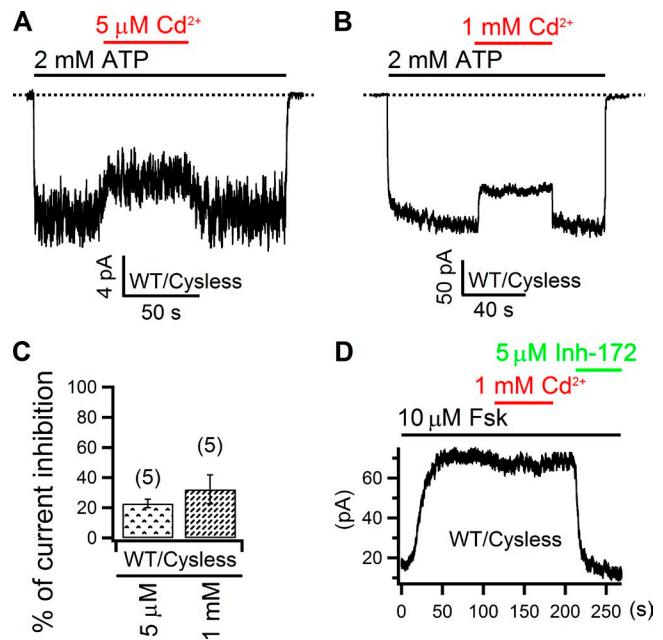 A
5 μM Cd²⁺
2 mM ATP
4 pA
WT/Cysless
50 s
B
1 mM Cd²⁺
2 mM ATP
50 pA
WT/Cysless
40 s
C
% of current inhibition
100
80
60
40
20
0
(5)
(5)
WT/Cysless
5 μM
1 mM
D
5 μM Inh-172
1 mM Cd²⁺
10 μM Fsk
(pA)
60
40
20
WT/Cysless
0 50 100 150 200 250 (s)